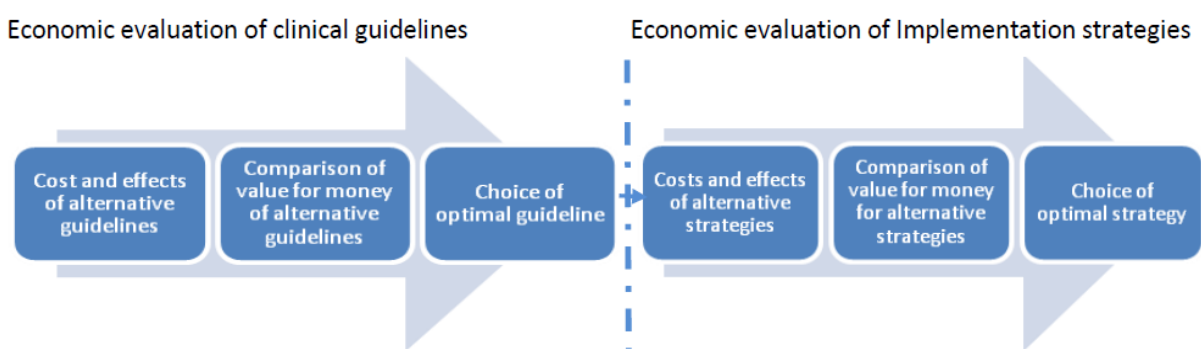 Economic evaluation of clinical guidelines
Economic evaluation of Implementation strategies
Cost and effects
of alternative
guidelines
Comparison of
value for money
of alternative
guidelines
Choice of
optimal guideline
Costs and effects
of alternative
strategies
Comparison of
value for money
for alternative
strategies
Choice of
optimal strategy